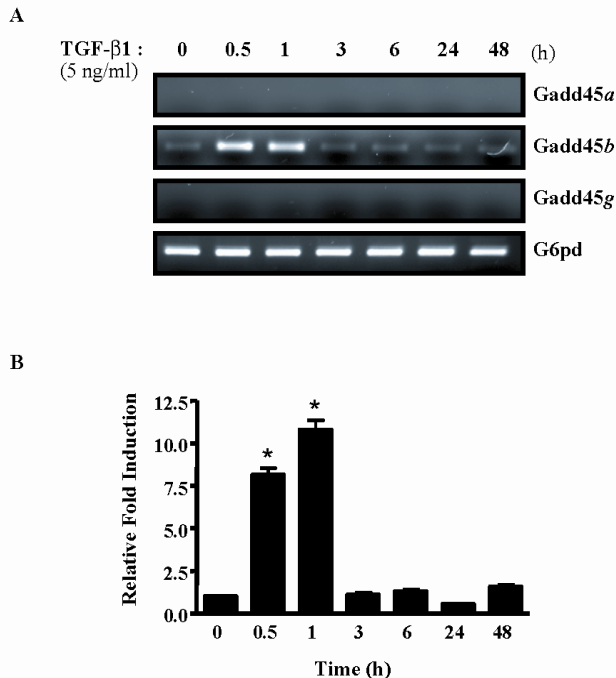 A
TGF-β1 : 0 0.5 1 3 6 24 48 (h)
(5 ng/ml)
Gadd45a
Gadd45b
Gadd45g
G6pd
B
Relative Fold Induction
12.5
10.0
7.5
5.0
2.5
0.0
*
*
0 0.5 1 3 6 24 48
Time (h)